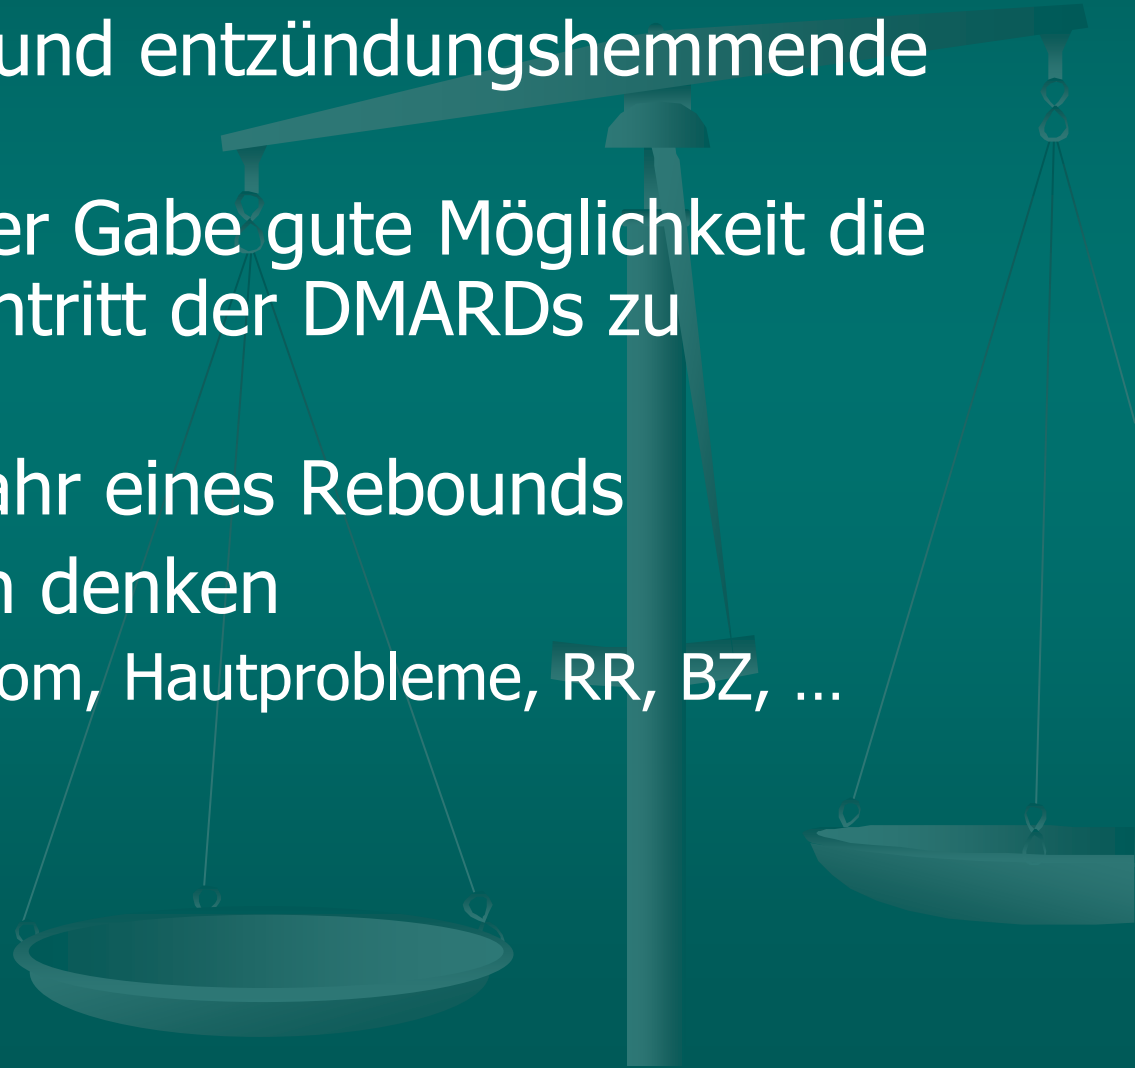 und entzündungshemmende
er Gabe gute Möglichkeit die
ntritt der DMARDs zu
ahr eines Rebounds
n denken
om, Hautprobleme, RR, BZ, …